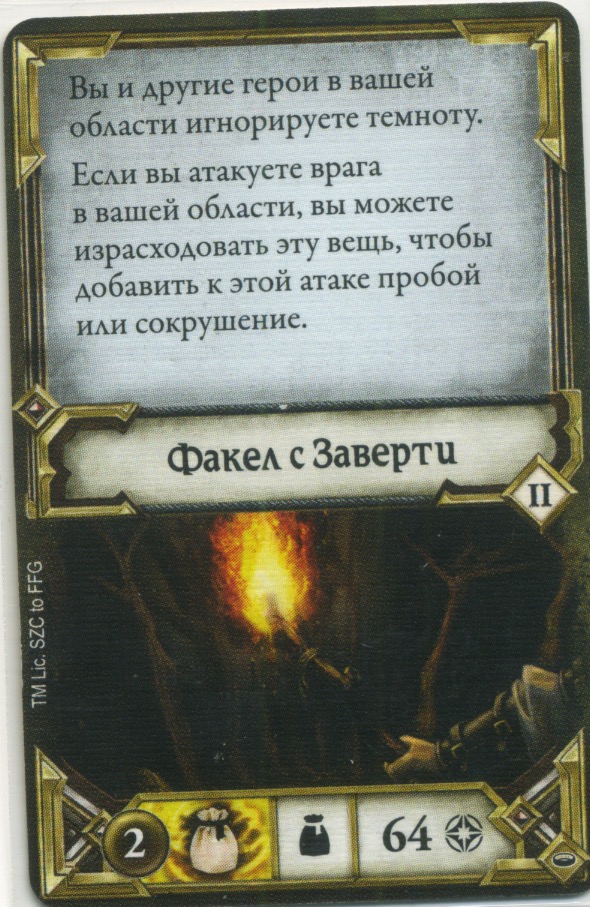 Вы и другие герои в вашей
области игнорируете темноту.
Если вы атакуете врага
в вашей области, вы можете
израсходовать эту вещь, чтобы
добавить к этой атаке пробой
или сокрушение.
Факел с Заверти
II
TM Lic. SZC to FFG
2
64